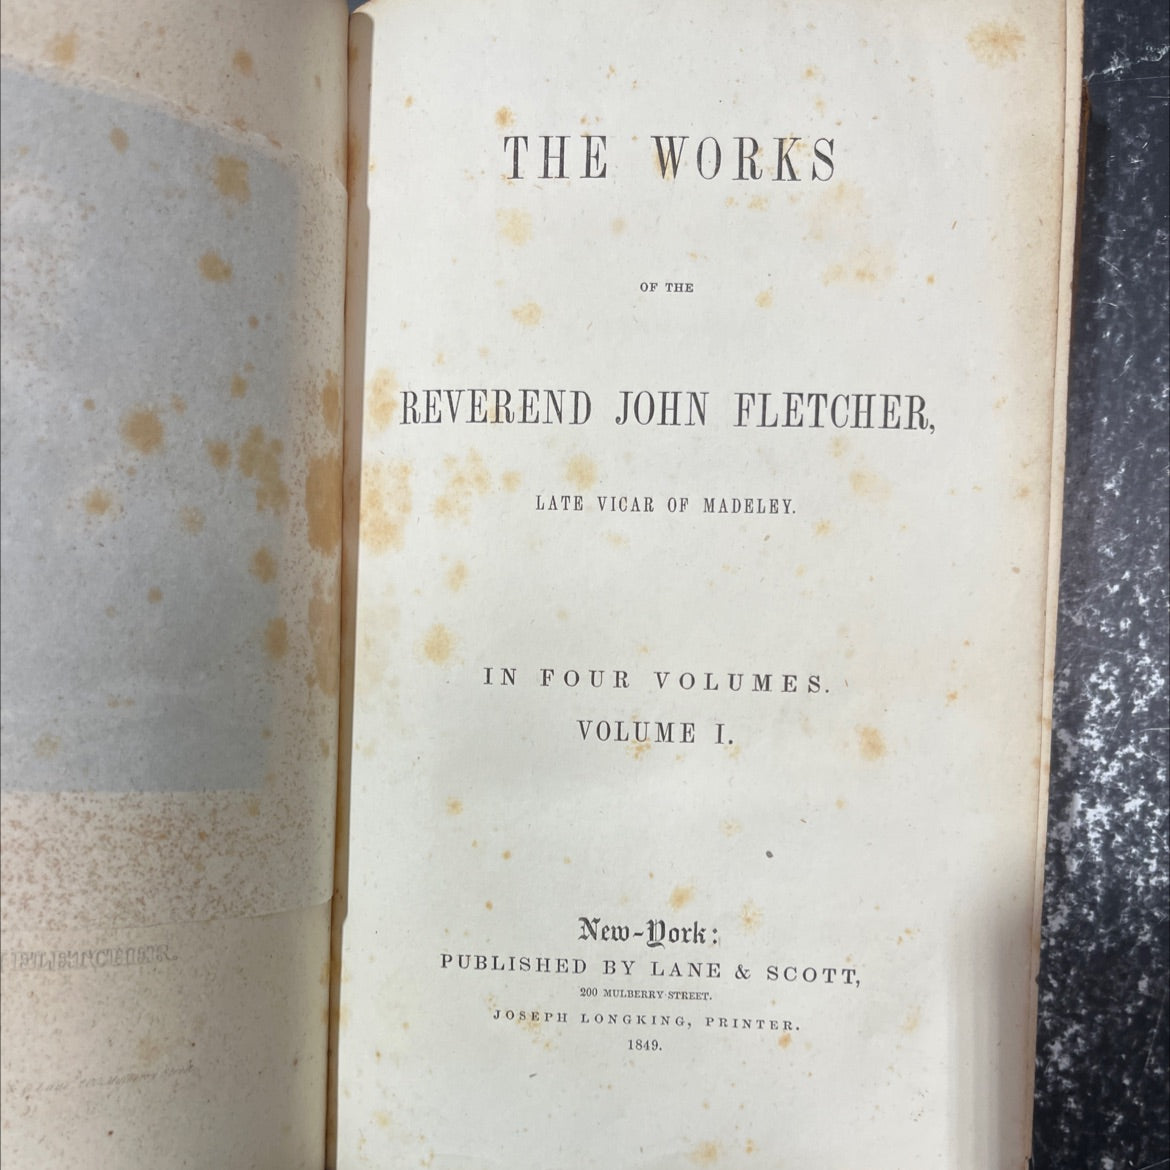 THE WORKS
OF THE
REVEREND JOHN FLETCHER,
LATE VICAR OF MADELEY.
IN FOUR VOLUMES.
VOLUME I.
New-York:
PUBLISHED BY LANE & SCOTT,
200 MULBERRY-STREET.
JOSEPH LONGKING, PRINTER.
1849.
FLETCHER.